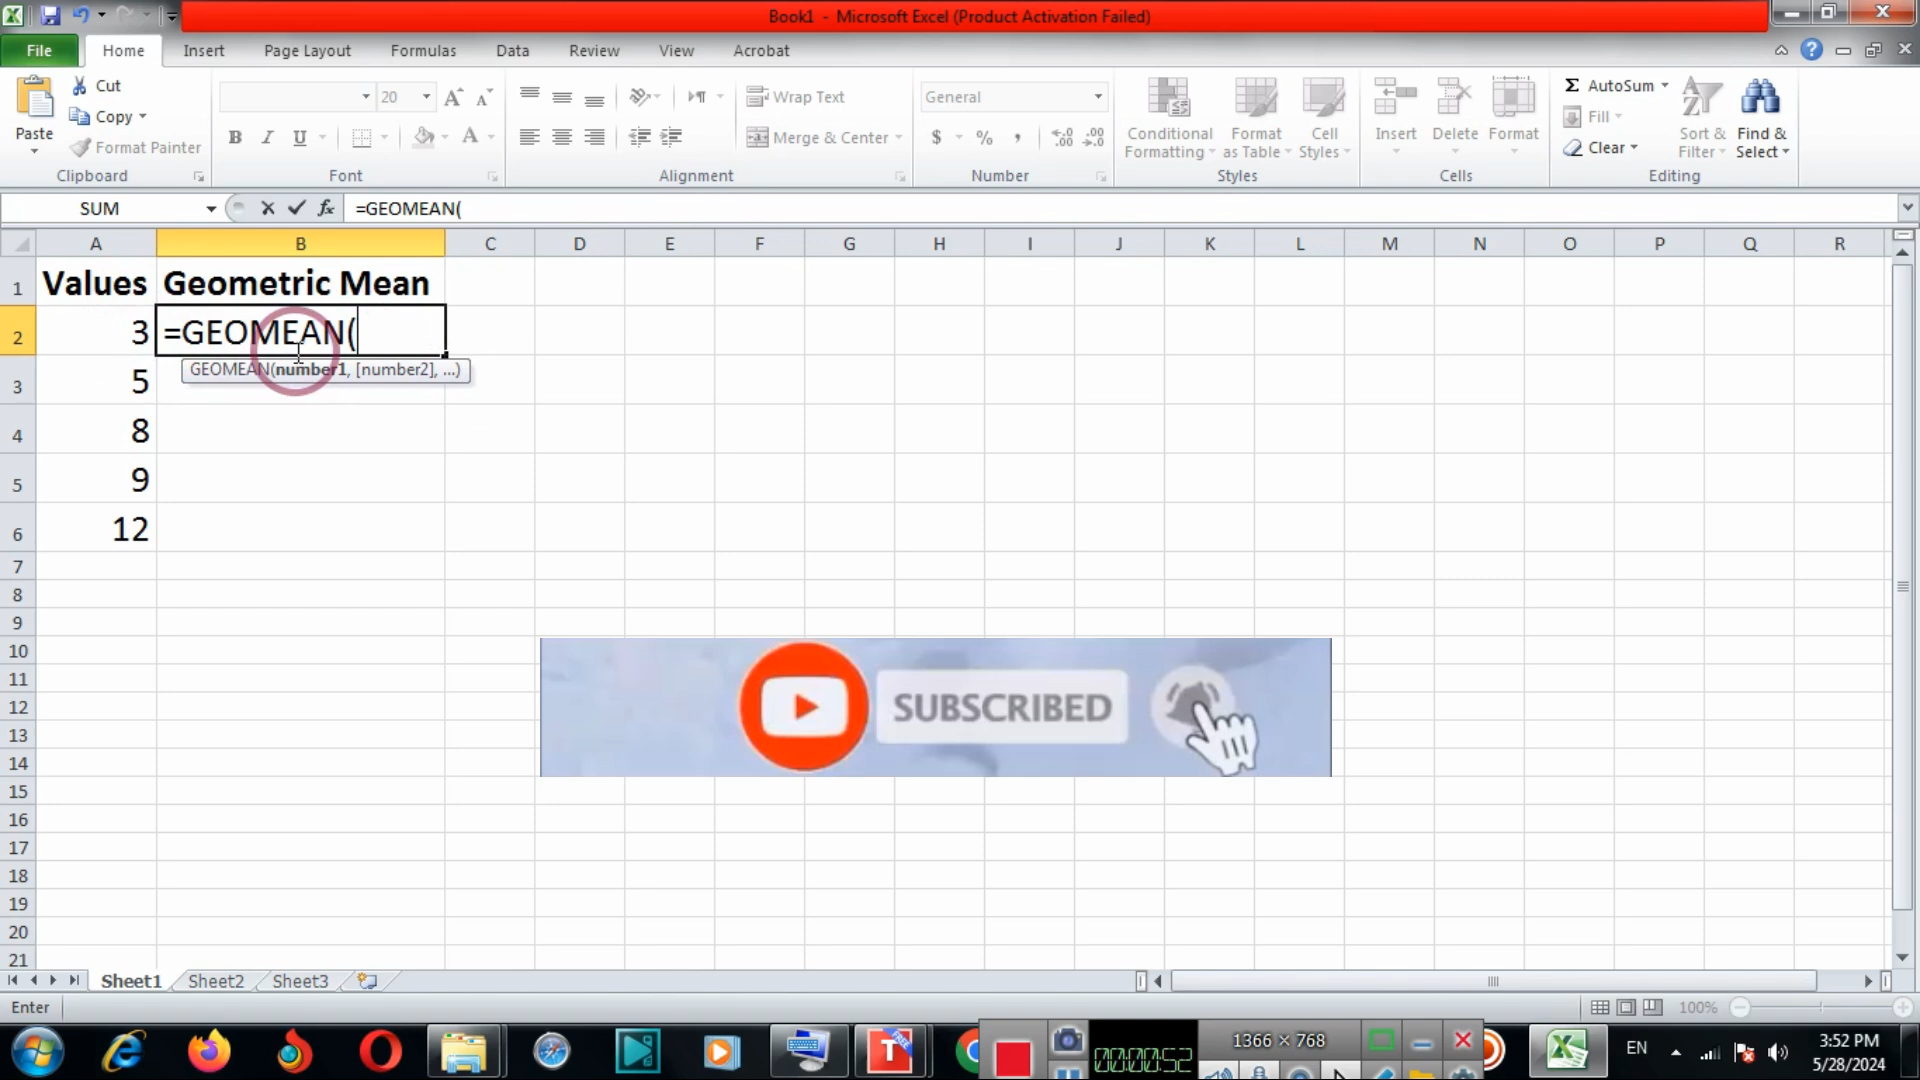 Book1 - Microsoft Excel (Product Activation Failed)
File Home Insert Page Layout Formulas Data Review View Acrobat
Cut
Copy
Format Painter
Paste
Clipboard
20
Font
Wrap Text
Merge & Center
Alignment
General
Number
Conditional Formatting
Format as Table
Cell Styles
Styles
Insert
Delete
Format
Cells
AutoSum
Fill
Clear
Sort & Filter
Find & Select
Editing
SUM =GEOMEAN(
A B C D E F G H I J K L M N O P Q R
1 Values Geometric Mean
2 3 =GEOMEAN(
GEOMEAN(number1, [number2], ...)
3 5
4 8
5 9
6 12
7
8
9
10
11
12
13
14
15
16
17
18
19
20
21
SUBSCRIBED
Sheet1 Sheet2 Sheet3
Enter 100%
T FREE
00:00:52
1366 × 768
EN
3:52 PM
5/28/2024